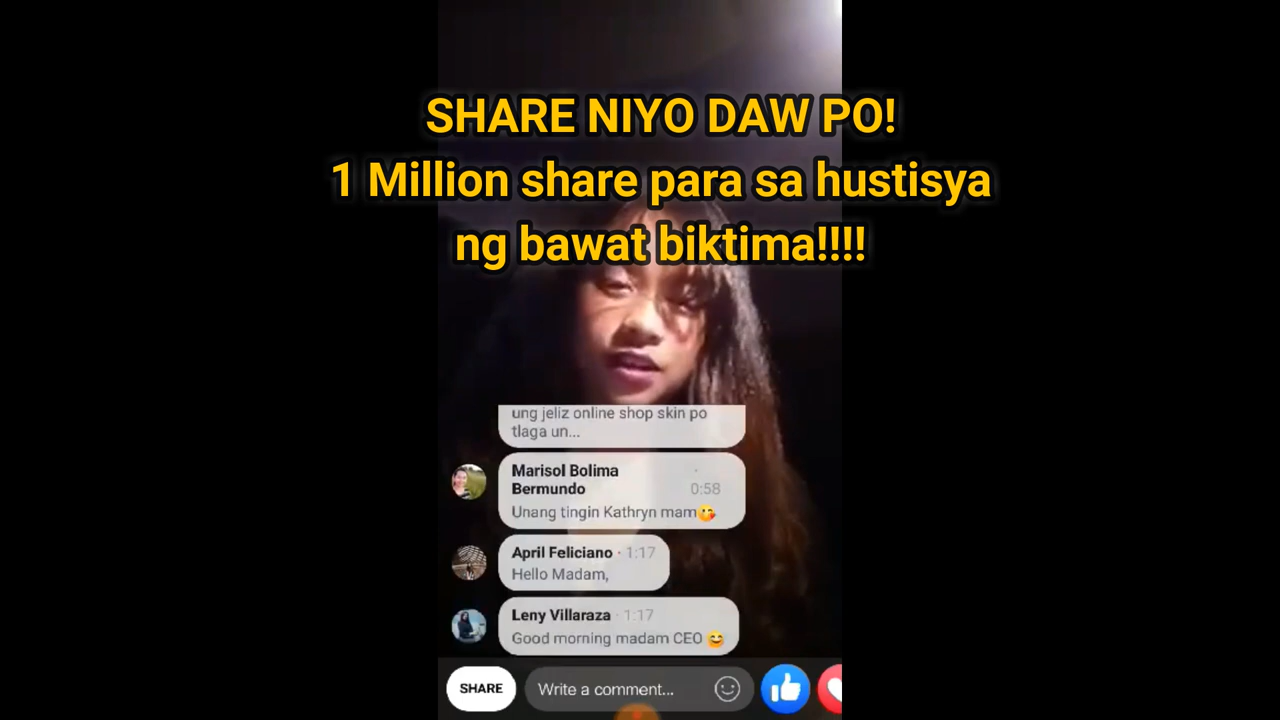 SHARE NIYO DAW PO!
1 Million share para sa hustisya
ng bawat biktima!!!!
ung jeliz online shop skin po
tlaga un...
Marisol Bolima ·
Bermundo 0:58
Unang tingin Kathryn mam😋
April Feliciano · 1:17
Hello Madam,
Leny Villaraza · 1:17
Good morning madam CEO 😊
SHARE
Write a comment...